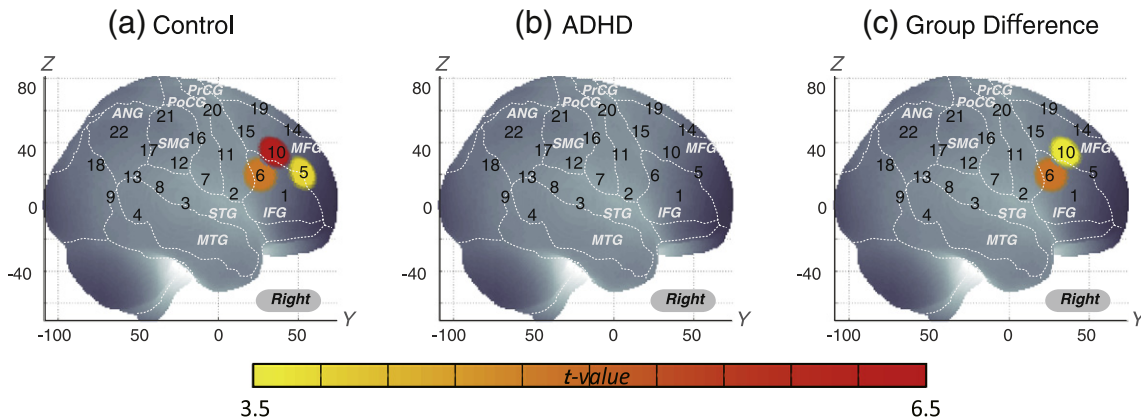 (a) Control
Z
80
40
0
-40
PrCG
PoCG 20 19
ANG 21
22 16 15 14
17 SMG 10 MFG
18 12 11
13 8 7 6 5
9 2 1
4 3 STG IFG
MTG
Right
-100 50 0 50 Y
(b) ADHD
Z
80
40
0
-40
PrCG
PoCG 20 19
ANG 21
22 16 15 14
17 SMG 10 MFG
18 12 11
13 8 7 6 5
9 2 1
4 3 STG IFG
MTG
Right
-100 50 0 50 Y
(c) Group Difference
Z
80
40
0
-40
PrCG
PoCG 20 19
ANG 21
22 16 15 14
17 SMG 10 MFG
18 12 11
13 8 7 6
9 2 1
4 3 STG IFG
MTG
Right
-100 50 0 50 Y
t-value
3.5 6.5